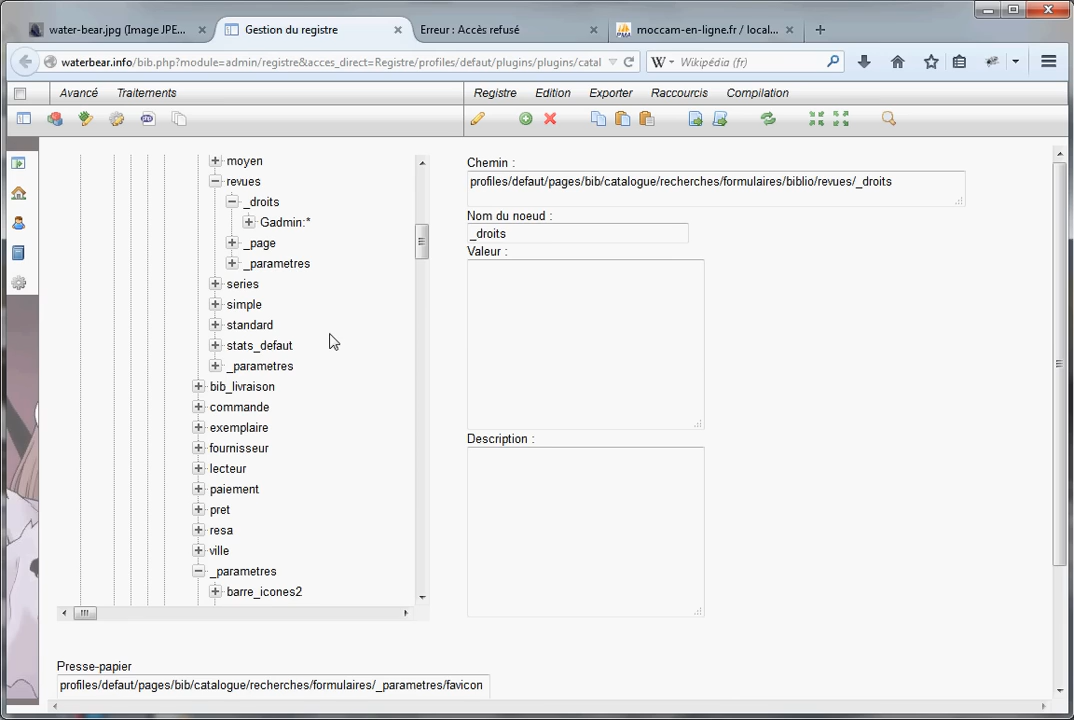 water-bear.jpg (Image JPE...
Gestion du registre
Erreur : Accès refusé
moccam-en-ligne.fr / local...
waterbear.info/bib.php?module=admin/registre&acces_direct=Registre/profiles/defaut/plugins/plugins/catal
W
Wikipédia (fr)
Avancé
Traitements
Registre
Edition
Exporter
Raccourcis
Compilation
moyen
revues
_droits
Gadmin:*
_page
_parametres
series
simple
standard
stats_defaut
_parametres
bib_livraison
commande
exemplaire
fournisseur
lecteur
paiement
pret
resa
ville
_parametres
barre_icones2
Chemin :
profiles/defaut/pages/bib/catalogue/recherches/formulaires/biblio/revues/_droits
Nom du noeud :
_droits
Valeur :
Description :
Presse-papier
profiles/defaut/pages/bib/catalogue/recherches/formulaires/_parametres/favicon